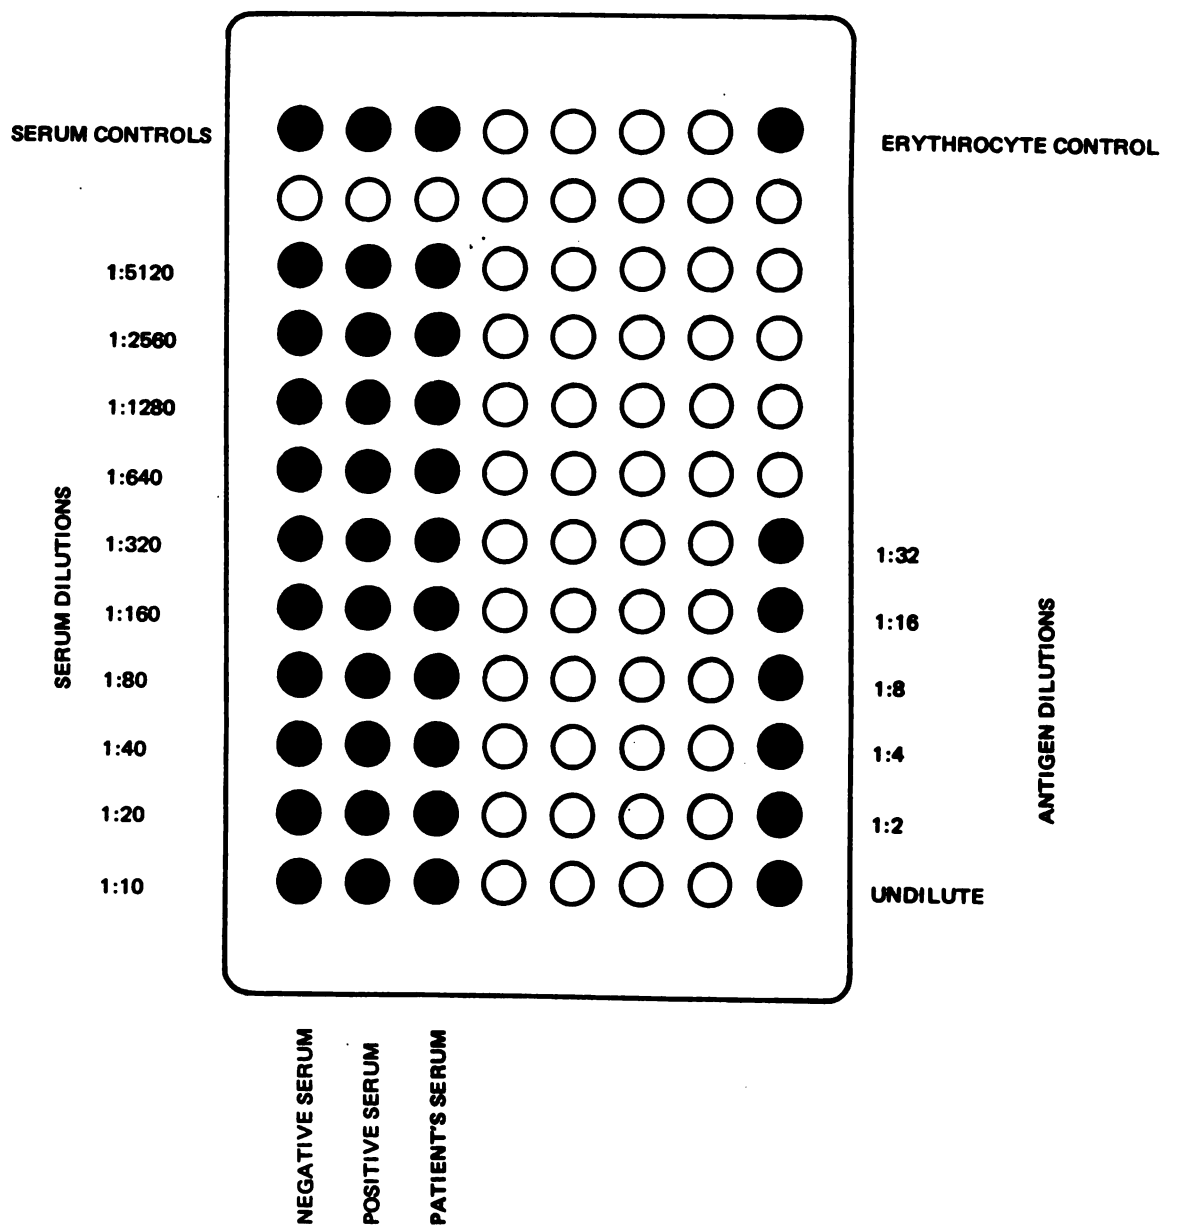 SERUM CONTROLS
ERYTHROCYTE CONTROL
1:5120
1:2560
1:1280
1:640
1:320
1:160
1:80
1:40
1:20
1:10
SERUM DILUTIONS
1:32
1:16
1:8
1:4
1:2
UNDILUTE
ANTIGEN DILUTIONS
NEGATIVE SERUM
POSITIVE SERUM
PATIENT'S SERUM